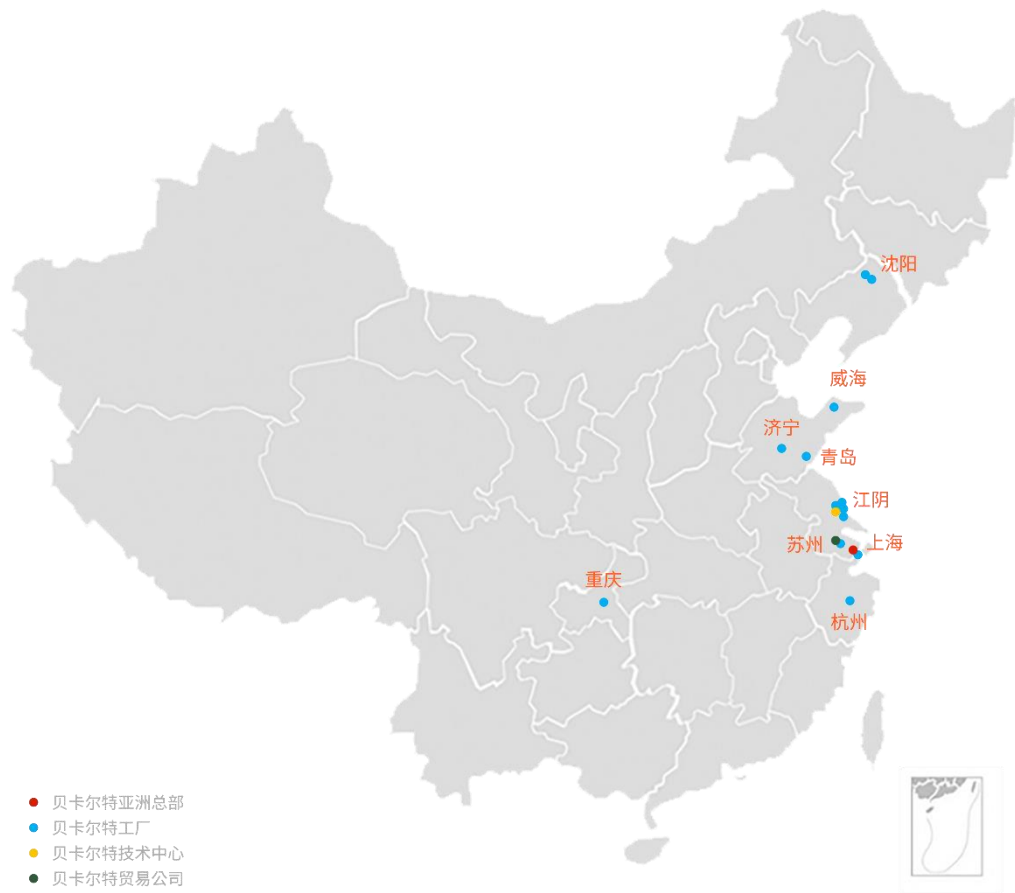 沈阳
威海
济宁
青岛
江阴
苏州
上海
重庆
杭州
贝卡尔特亚洲总部
贝卡尔特工厂
贝卡尔特技术中心
贝卡尔特贸易公司